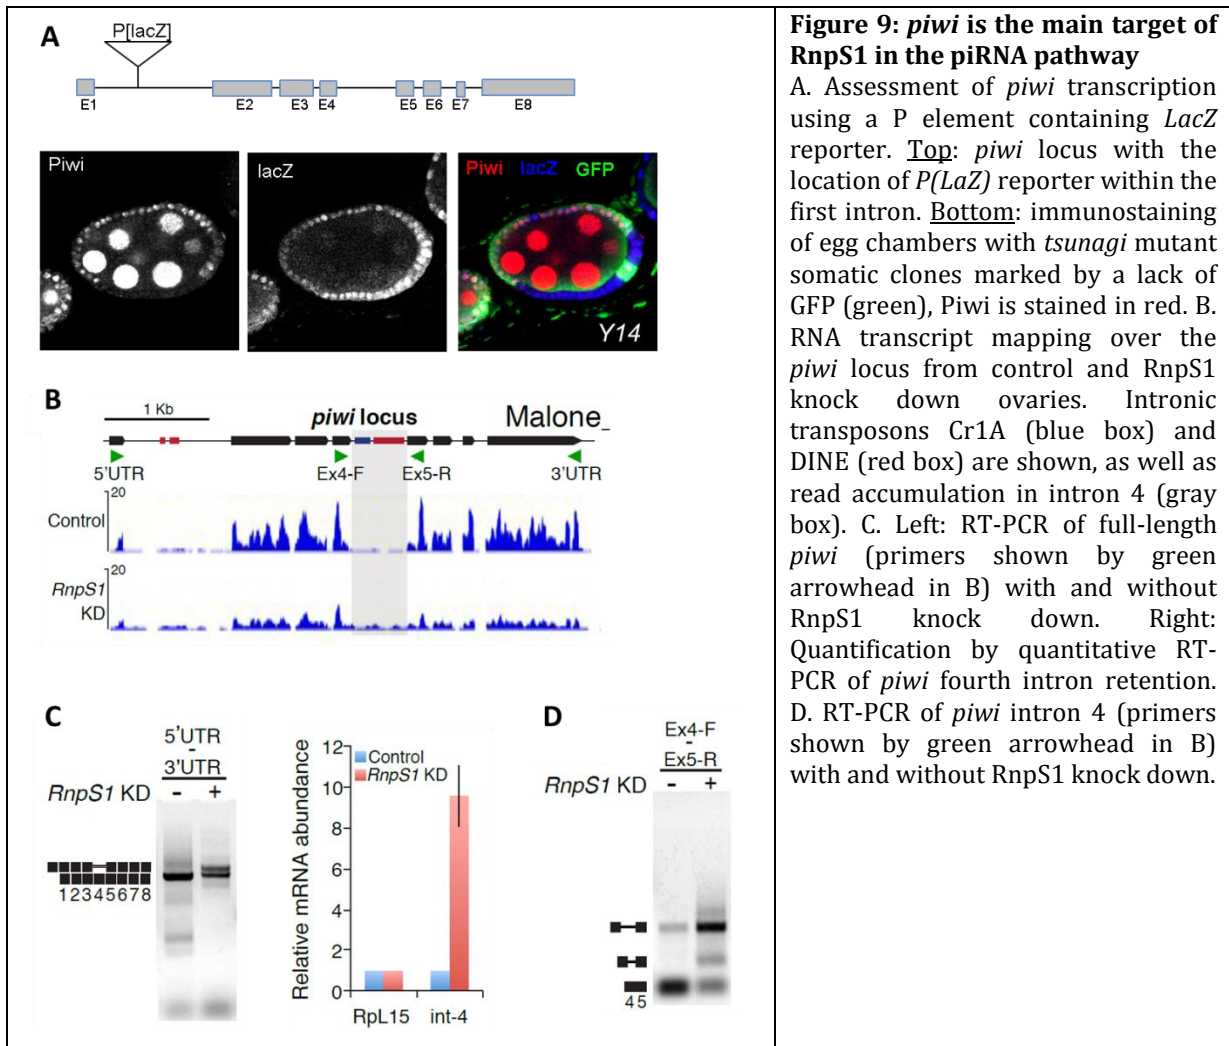 A
P[lacZ]
E1 E2 E3 E4 E5 E6 E7 E8
Piwi
lacZ
Piwi lacZ GFP
Y14
B
1 Kb
piwi locus
Malone_
5'UTR
Ex4-F
Ex5-R
3'UTR
20
Control
20
RnpS1
KD
C
5'UTR
-
3'UTR
RnpS1 KD - +
12345678
Relative mRNA abundance
12
10
8
6
4
2
0
Control
RnpS1 KD
RpL15 int-4
D
Ex4-F
-
Ex5-R
RnpS1 KD - +
45
Figure 9: piwi is the main target of
RnpS1 in the piRNA pathway
A. Assessment of piwi transcription
using a P element containing LacZ
reporter. Top: piwi locus with the
location of P(LaZ) reporter within the
first intron. Bottom: immunostaining
of egg chambers with tsunagi mutant
somatic clones marked by a lack of
GFP (green), Piwi is stained in red. B.
RNA transcript mapping over the
piwi locus from control and RnpS1
knock down ovaries. Intronic
transposons Cr1A (blue box) and
DINE (red box) are shown, as well as
read accumulation in intron 4 (gray
box). C. Left: RT-PCR of full-length
piwi (primers shown by green
arrowhead in B) with and without
RnpS1 knock down. Right:
Quantification by quantitative RT-
PCR of piwi fourth intron retention.
D. RT-PCR of piwi intron 4 (primers
shown by green arrowhead in B)
with and without RnpS1 knock down.